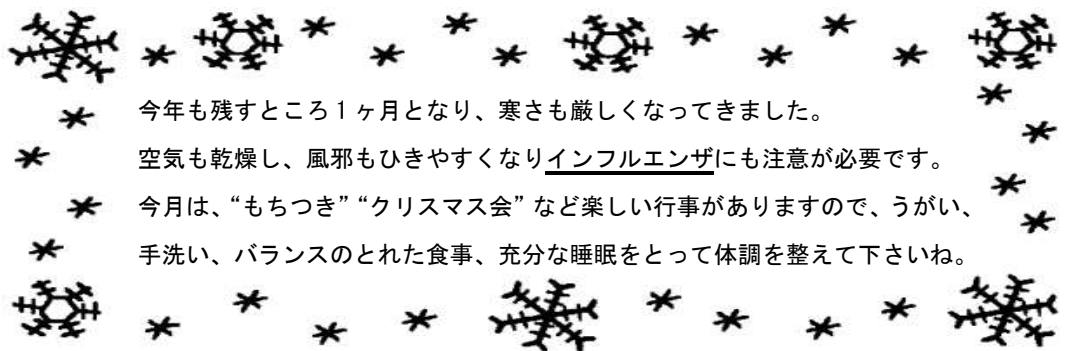 今年も残すところ1ヶ月となり、寒さも厳しくなってきました。
空気も乾燥し、風邪もひきやすくなりインフルエンザにも注意が必要です。
今月は、“もちつき”“クリスマス会”など楽しい行事がありますので、うがい、
手洗い、バランスのとれた食事、充分な睡眠をとって体調を整えて下さいね。